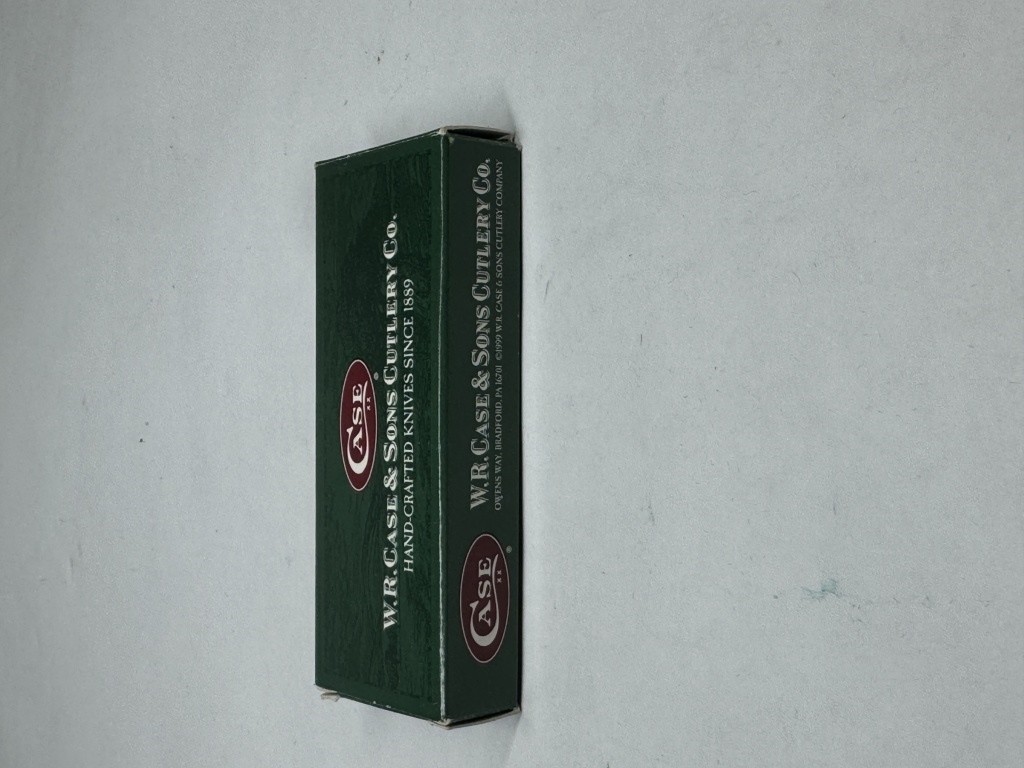 CASE
XX
®
W.R. CASE & SONS CUTLERY CO.
HAND-CRAFTED KNIVES SINCE 1889
CASE
XX
®
W.R. CASE & SONS CUTLERY CO.
OWENS WAY, BRADFORD, PA 16701 ©1999 W.R. CASE & SONS CUTLERY COMPANY